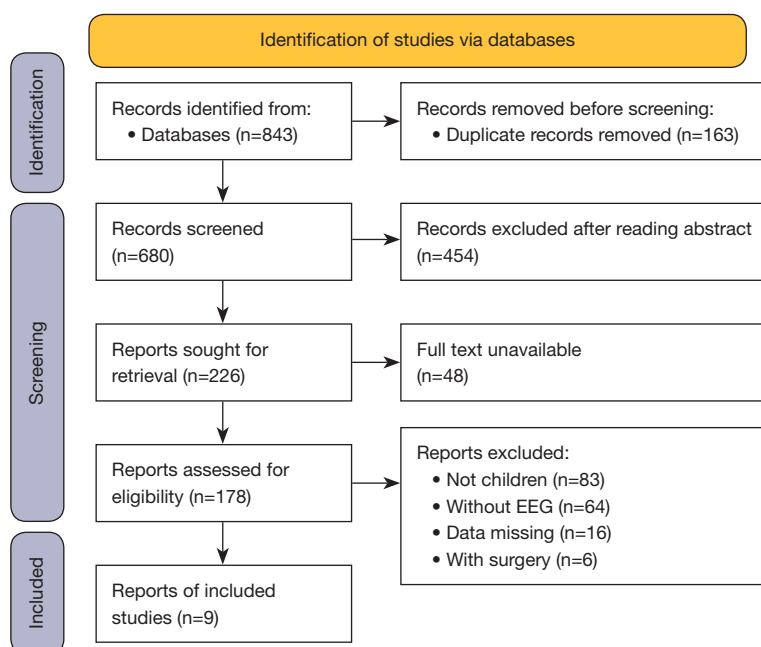 Identification of studies via databases
Identification
Records identified from:
• Databases (n=843)
Records removed before screening:
• Duplicate records removed (n=163)
Screening
Records screened
(n=680)
Records excluded after reading abstract
(n=454)
Reports sought for
retrieval (n=226)
Full text unavailable
(n=48)
Reports assessed for
eligibility (n=178)
Reports excluded:
• Not children (n=83)
• Without EEG (n=64)
• Data missing (n=16)
• With surgery (n=6)
Included
Reports of included
studies (n=9)